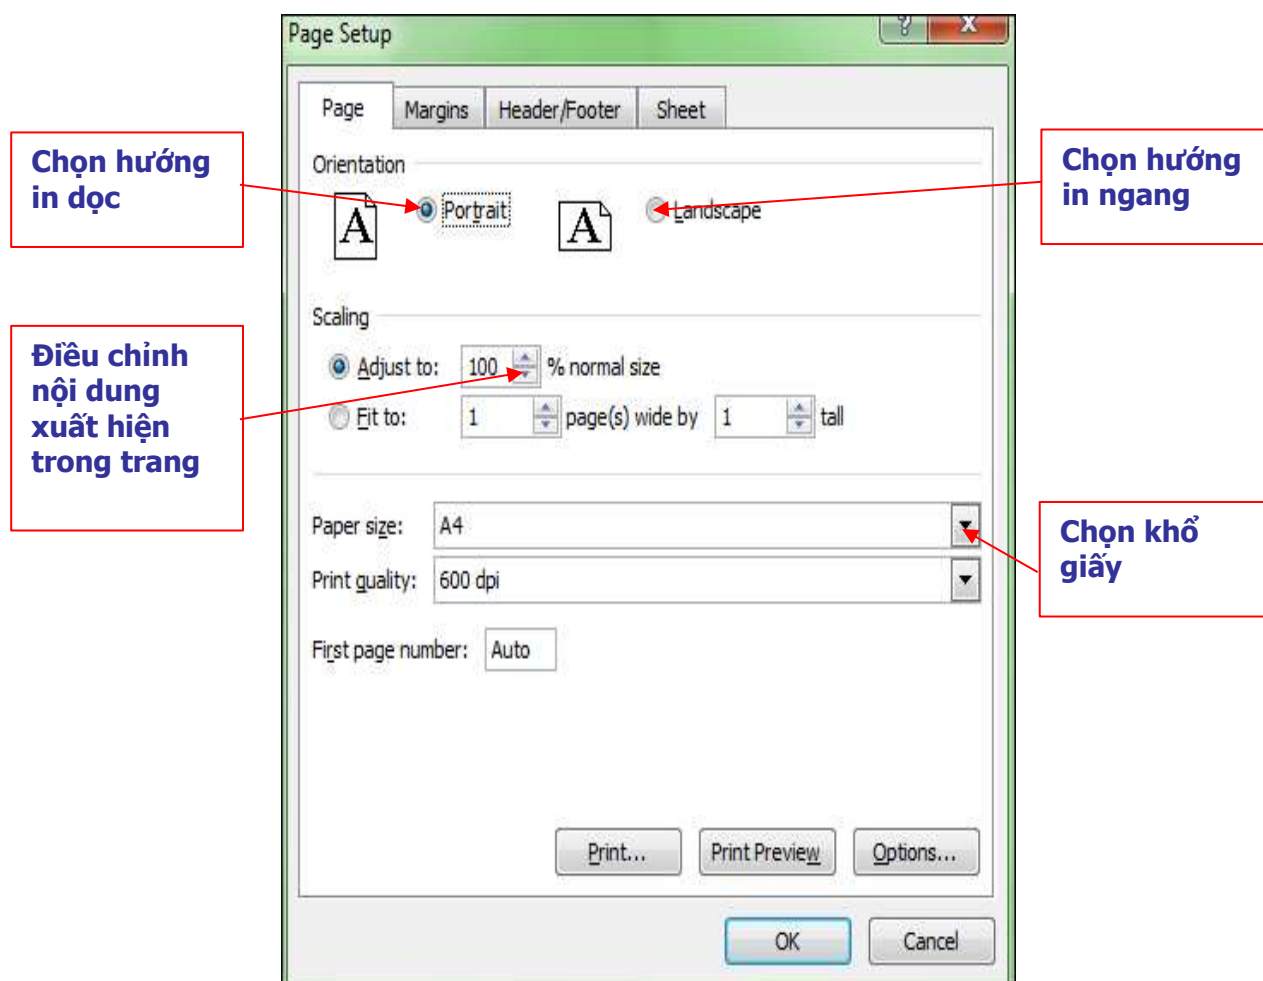 Page Setup
?
X
Page
Margins
Header/Footer
Sheet
Chọn hướng
in dọc
Chọn hướng
in ngang
Orientation
A
Portrait
A
Landscape
Scaling
Điều chỉnh
nội dung
xuất hiện
trong trang
Adjust to: 100 % normal size
Fit to: 1 page(s) wide by 1 tall
Paper size: A4
Chọn khổ
giấy
Print quality: 600 dpi
First page number: Auto
Print...
Print Preview
Options...
OK
Cancel